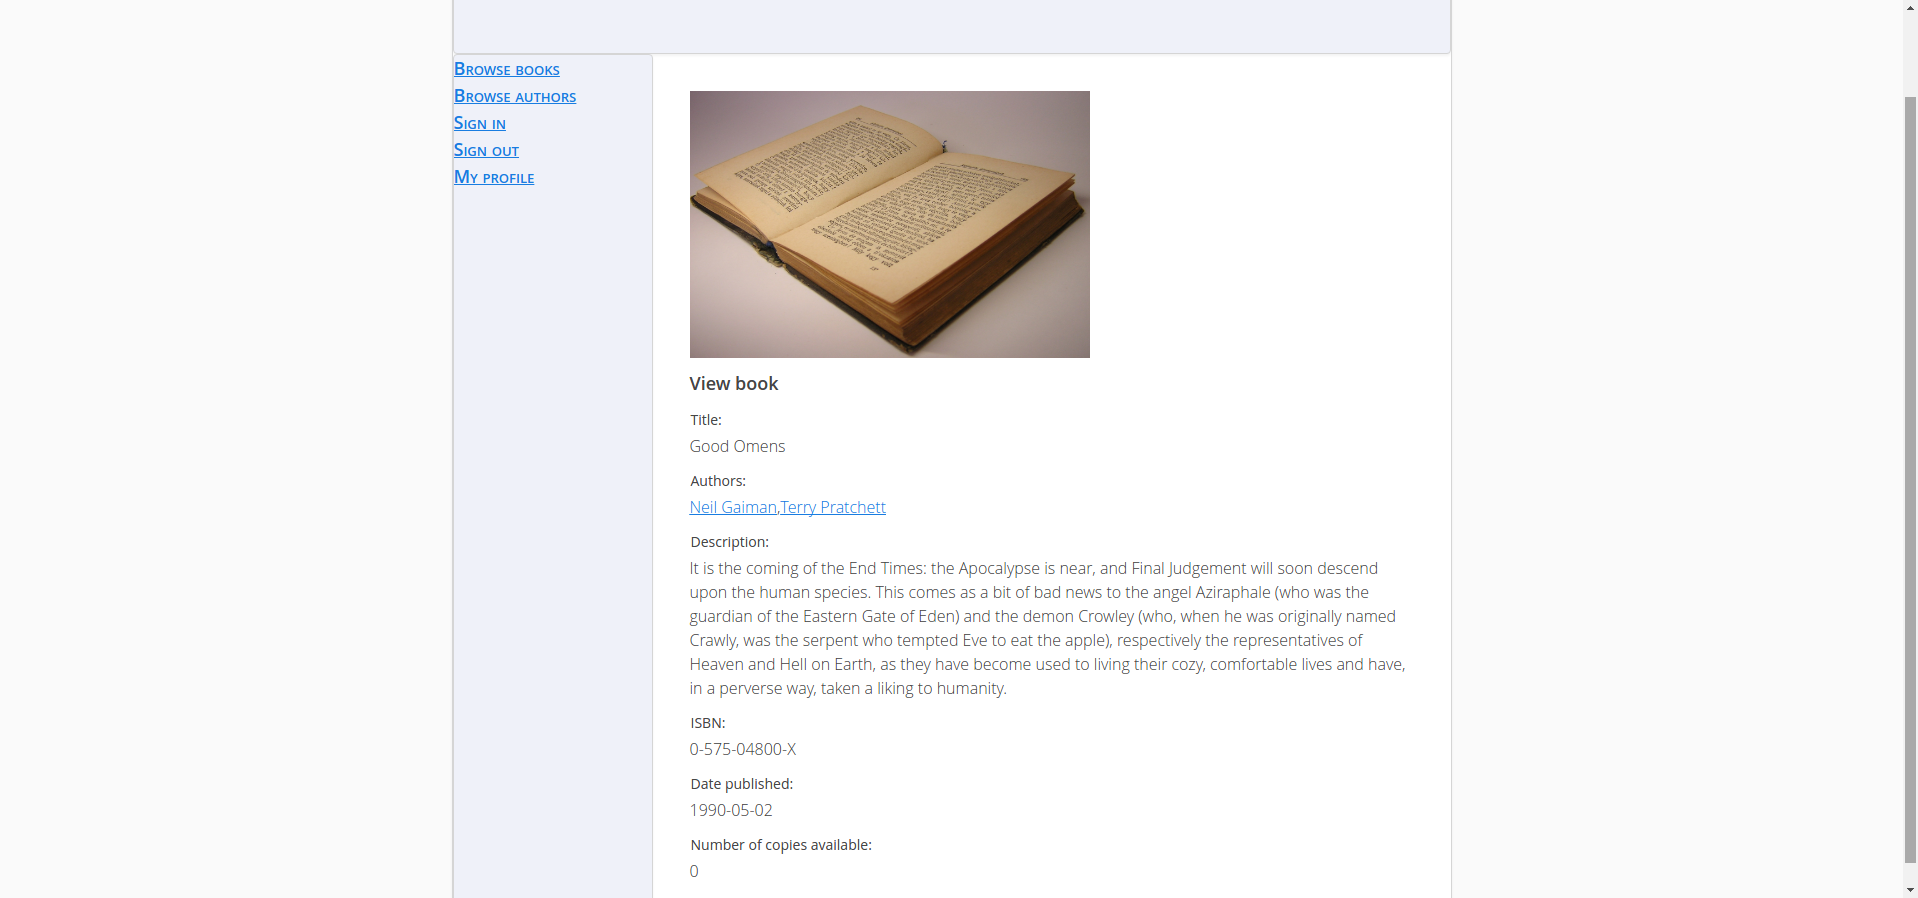 Browse books
Browse authors
Sign in
Sign out
My profile
View book
Title:
Good Omens
Authors:
Neil Gaiman,Terry Pratchett
Description:
It is the coming of the End Times: the Apocalypse is near, and Final Judgement will soon descend
upon the human species. This comes as a bit of bad news to the angel Aziraphale (who was the
guardian of the Eastern Gate of Eden) and the demon Crowley (who, when he was originally named
Crawly, was the serpent who tempted Eve to eat the apple), respectively the representatives of
Heaven and Hell on Earth, as they have become used to living their cozy, comfortable lives and have,
in a perverse way, taken a liking to humanity.
ISBN:
0-575-04800-X
Date published:
1990-05-02
Number of copies available:
0